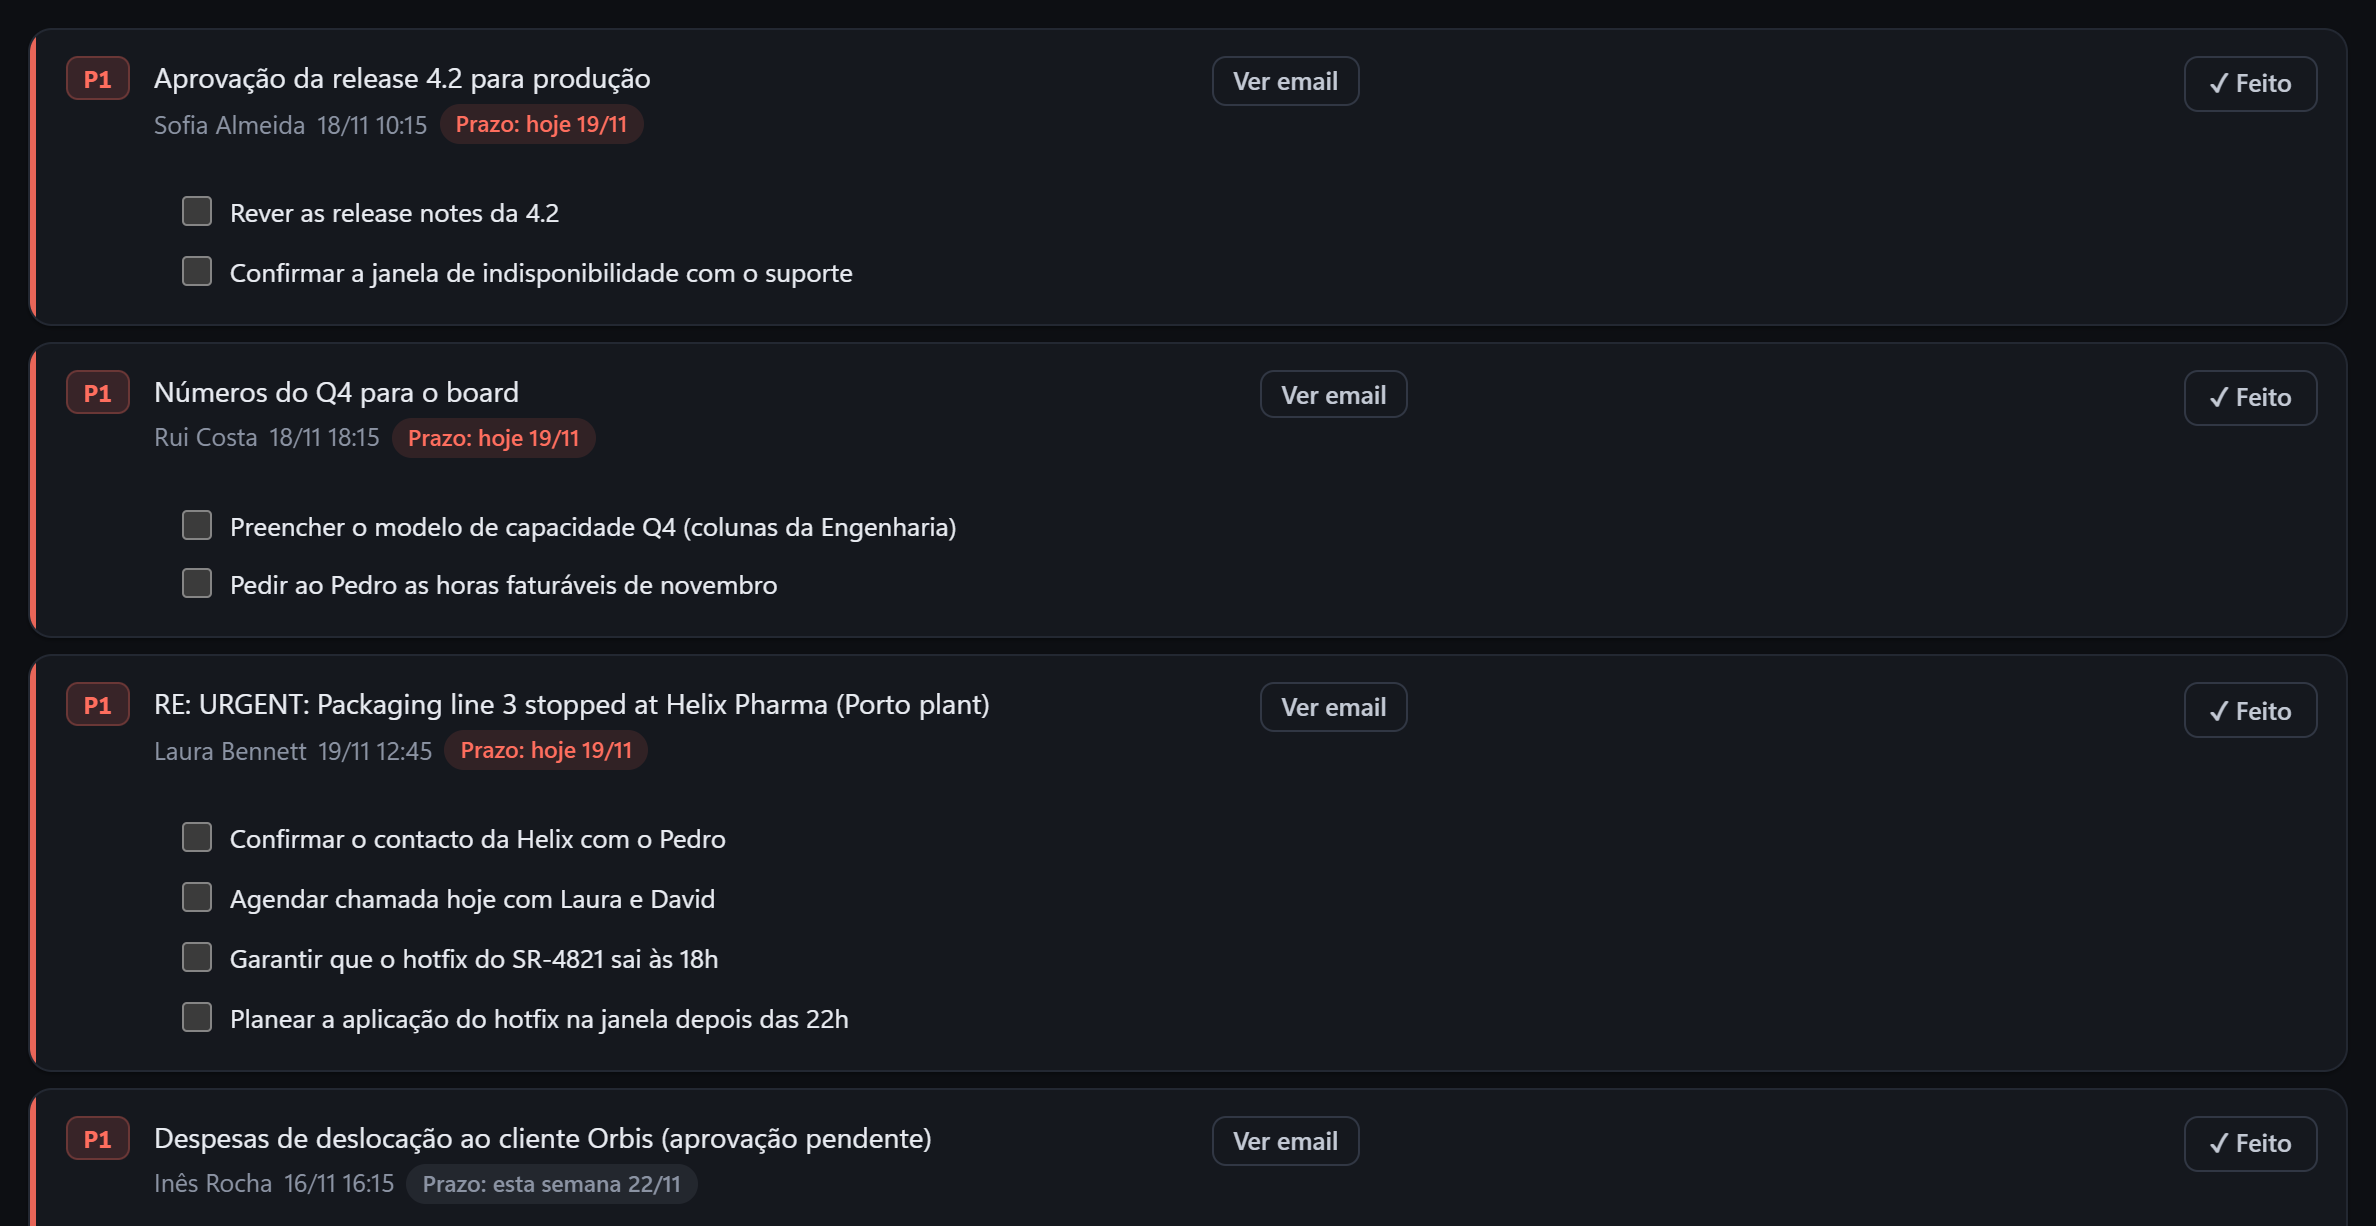 P1 Aprovação da release 4.2 para produção Ver email ✓ Feito
Sofia Almeida 18/11 10:15 Prazo: hoje 19/11
Rever as release notes da 4.2
Confirmar a janela de indisponibilidade com o suporte
P1 Números do Q4 para o board Ver email ✓ Feito
Rui Costa 18/11 18:15 Prazo: hoje 19/11
Preencher o modelo de capacidade Q4 (colunas da Engenharia)
Pedir ao Pedro as horas faturáveis de novembro
P1 RE: URGENT: Packaging line 3 stopped at Helix Pharma (Porto plant) Ver email ✓ Feito
Laura Bennett 19/11 12:45 Prazo: hoje 19/11
Confirmar o contacto da Helix com o Pedro
Agendar chamada hoje com Laura e David
Garantir que o hotfix do SR-4821 sai às 18h
Planear a aplicação do hotfix na janela depois das 22h
P1 Despesas de deslocação ao cliente Orbis (aprovação pendente) Ver email ✓ Feito
Inês Rocha 16/11 16:15 Prazo: esta semana 22/11